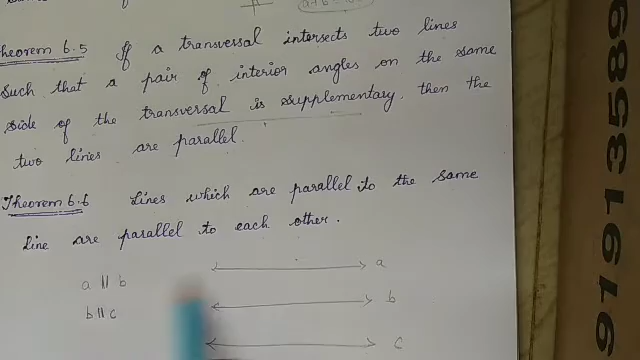 Theorem 6.5 If a transversal intersects two lines
such that a pair of interior angles on the same
side of the transversal is supplementary. then the
two lines are parallel.
Theorem 6.6 Lines which are parallel to the same
line are parallel to each other.
a || b
b || c
a
b
c
9191358